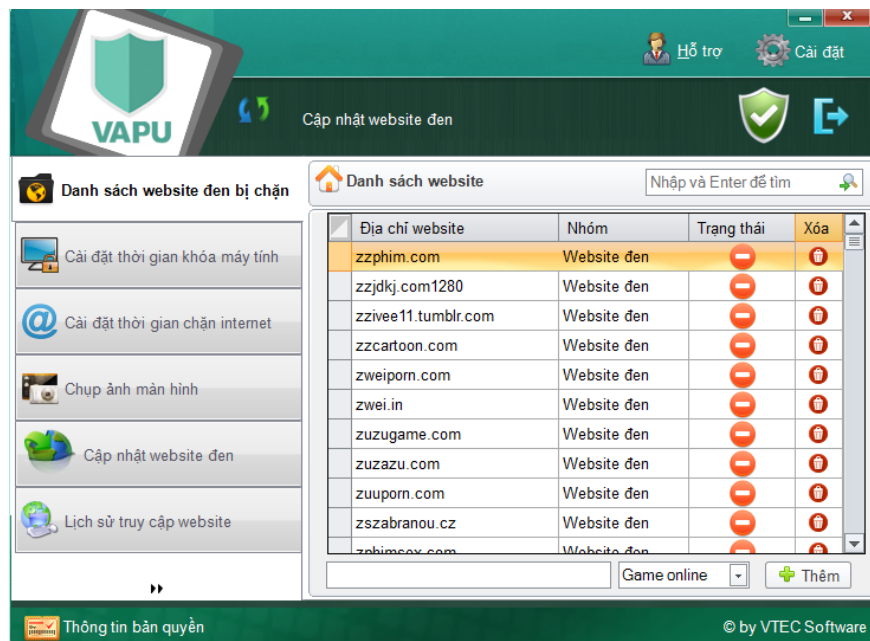 Hỗ trợ
Cài đặt
VAPU
Cập nhật website đen
Danh sách website đen bị chặn
Danh sách website
Nhập và Enter để tìm
Cài đặt thời gian khóa máy tính
Cài đặt thời gian chặn internet
Chụp ảnh màn hình
Cập nhật website đen
Lịch sử truy cập website
Địa chỉ website Nhóm Trạng thái Xóa
zzphim.com Website đen
zzjdkj.com1280 Website đen
zzivee11.tumblr.com Website đen
zzcartoon.com Website đen
zweiporn.com Website đen
zwei.in Website đen
zuzugame.com Website đen
zuzazu.com Website đen
zuuporn.com Website đen
zszabranou.cz Website đen
zphimsex.com Website đen
Game online
Thêm
Thông tin bản quyền
© by VTEC Software